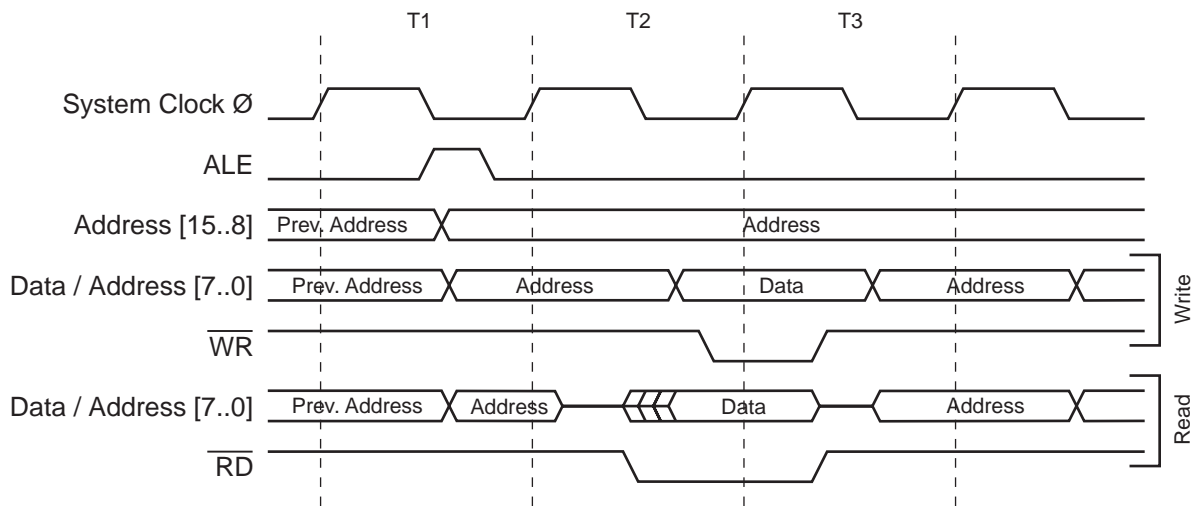 T1 T2 T3
System Clock Ø
ALE
Address [15..8] Prev. Address Address
Data / Address [7..0] Prev. Address Address Data Address
WR
Write
Data / Address [7..0] Prev. Address Address Data Address
RD
Read